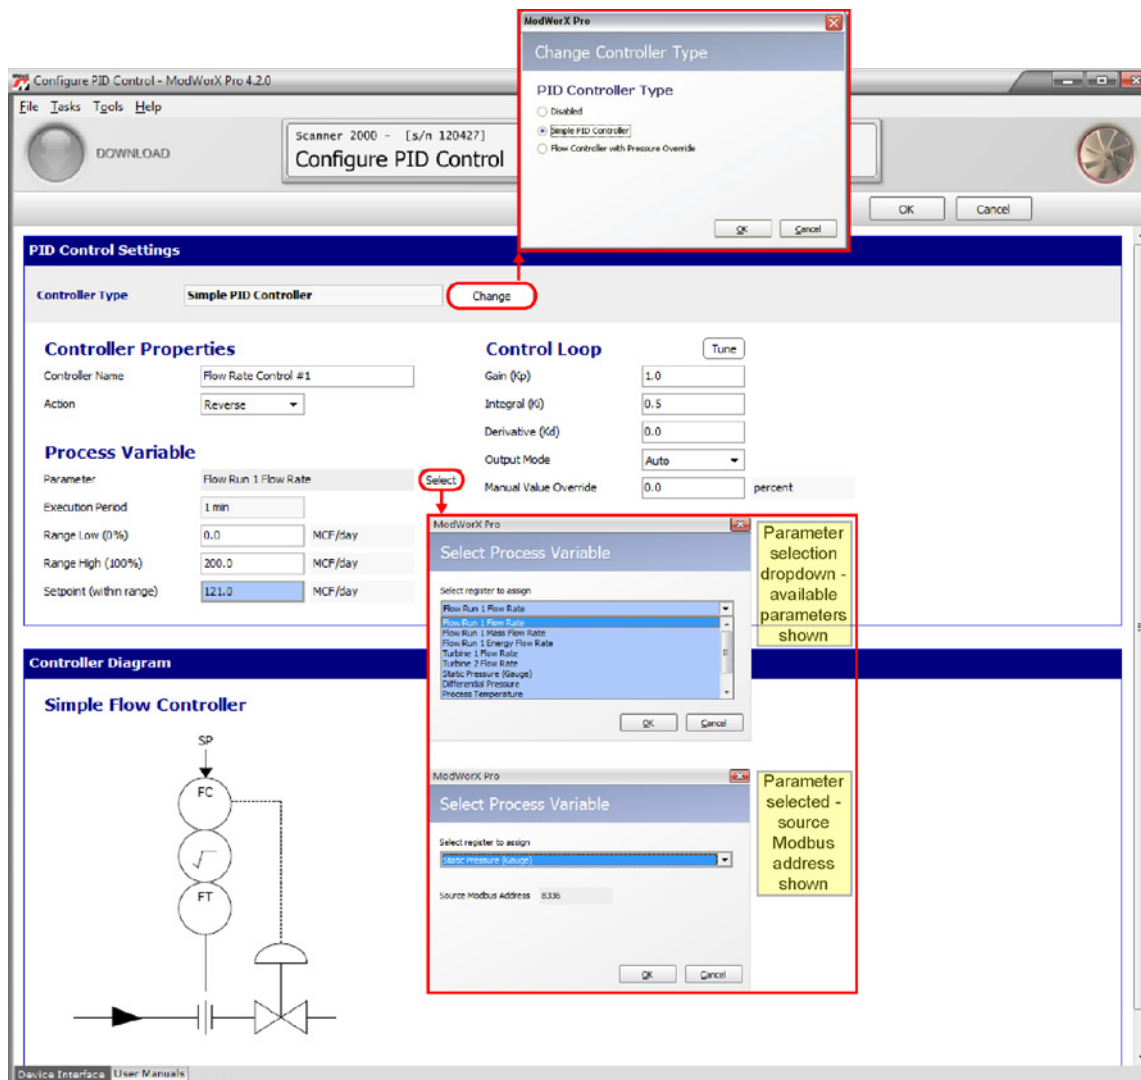 ModWorX Pro
Change Controller Type
PID Controller Type
Disabled
Simple PID Controller
Flow Controller with Pressure Override
OK Cancel
Configure PID Control - ModWorX Pro 4.2.0
File Tasks Tools Help
DOWNLOAD
Scanner 2000 - [s/n 120427]
Configure PID Control
OK Cancel
PID Control Settings
Controller Type Simple PID Controller Change
Controller Properties
Controller Name Flow Rate Control #1
Action Reverse
Process Variable
Parameter Flow Run 1 Flow Rate Select
Execution Period 1 min
Range Low (0%) 0.0 MCF/day
Range High (100%) 200.0 MCF/day
Setpoint (within range) 121.0 MCF/day
Control Loop Tune
Gain (Kp) 1.0
Integral (Ki) 0.5
Derivative (Kd) 0.0
Output Mode Auto
Manual Value Override 0.0 percent
ModWorX Pro
Select Process Variable
Select register to assign
Flow Run 1 Flow Rate
Flow Run 1 Flow Rate
Flow Run 1 Mass Flow Rate
Flow Run 1 Energy Flow Rate
Turbine 1 Flow Rate
Turbine 2 Flow Rate
Static Pressure (Gauge)
Differential Pressure
Process Temperature
OK Cancel
Parameter
selection
dropdown -
available
parameters
shown
ModWorX Pro
Select Process Variable
Select register to assign
Static Pressure (Gauge)
Source Modbus Address 8336
OK Cancel
Parameter
selected -
source
Modbus
address
shown
Controller Diagram
Simple Flow Controller
SP
FC
√
FT
Device Interface User Manuals